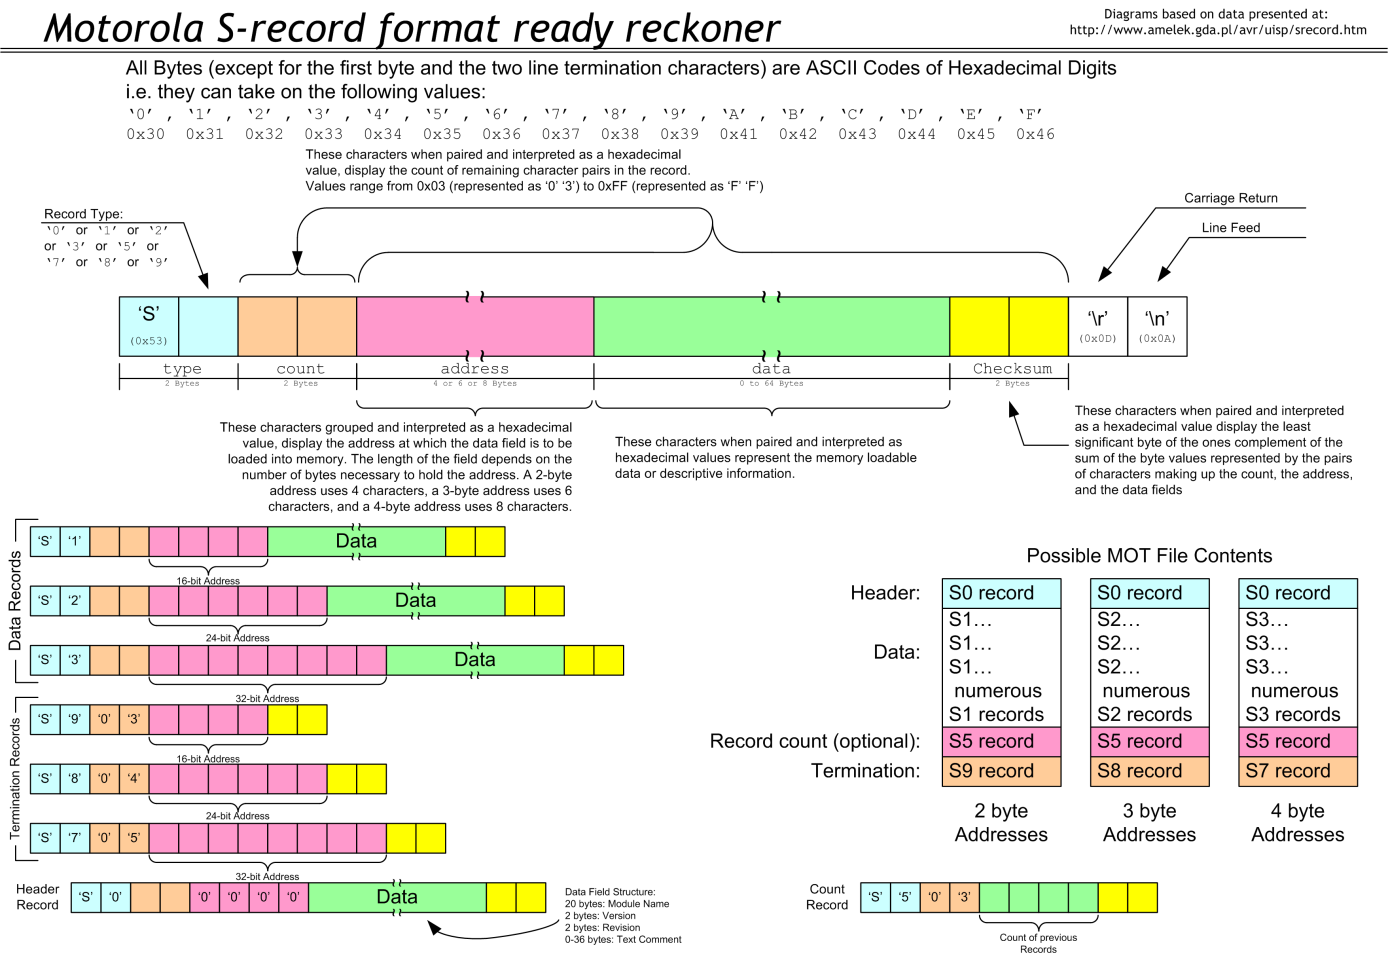 Motorola S-record format ready reckoner
Diagrams based on data presented at:
http://www.amelek.gda.pl/avr/uisp/srecord.htm
All Bytes (except for the first byte and the two line termination characters) are ASCII Codes of Hexadecimal Digits
i.e. they can take on the following values:
‘0’ , ‘1’ , ‘2’ , ‘3’ , ‘4’ , ‘5’ , ‘6’ , ‘7’ , ‘8’ , ‘9’ , ‘A’ , ‘B’ , ‘C’ , ‘D’ , ‘E’ , ‘F’
0x30 0x31 0x32 0x33 0x34 0x35 0x36 0x37 0x38 0x39 0x41 0x42 0x43 0x44 0x45 0x46
These characters when paired and interpreted as a hexadecimal
value, display the count of remaining character pairs in the record.
Values range from 0x03 (represented as ‘0’ ‘3’) to 0xFF (represented as ‘F’ ‘F’)
Record Type:
‘0’ or ‘1’ or ‘2’
or ‘3’ or ‘5’ or
‘7’ or ‘8’ or ‘9’
Carriage Return
Line Feed
‘S’
(0x53)
‘\r’
(0x0D)
‘\n’
(0x0A)
type
2 Bytes
count
2 Bytes
address
4 or 6 or 8 Bytes
data
0 to 64 Bytes
Checksum
2 Bytes
These characters grouped and interpreted as a hexadecimal
value, display the address at which the data field is to be
loaded into memory. The length of the field depends on the
number of bytes necessary to hold the address. A 2-byte
address uses 4 characters, a 3-byte address uses 6
characters, and a 4-byte address uses 8 characters.
These characters when paired and interpreted as
hexadecimal values represent the memory loadable
data or descriptive information.
These characters when paired and interpreted
as a hexadecimal value display the least
significant byte of the ones complement of the
sum of the byte values represented by the pairs
of characters making up the count, the address,
and the data fields
Data Records
‘S’ ‘1’ Data
16-bit Address
‘S’ ‘2’ Data
24-bit Address
‘S’ ‘3’ Data
32-bit Address
Termination Records
‘S’ ‘9’ ‘0’ ‘3’
16-bit Address
‘S’ ‘8’ ‘0’ ‘4’
24-bit Address
‘S’ ‘7’ ‘0’ ‘5’
32-bit Address
Header
Record
‘S’ ‘0’ ‘0’ ‘0’ ‘0’ ‘0’ Data
Data Field Structure:
20 bytes: Module Name
2 bytes: Version
2 bytes: Revision
0-36 bytes: Text Comment
Possible MOT File Contents
Header:
Data:
Record count (optional):
Termination:
S0 record
S1…
S1…
S1…
numerous
S1 records
S5 record
S9 record
2 byte
Addresses
S0 record
S2…
S2…
S2…
numerous
S2 records
S5 record
S8 record
3 byte
Addresses
S0 record
S3…
S3…
S3…
numerous
S3 records
S5 record
S7 record
4 byte
Addresses
Count
Record
‘S’ ‘5’ ‘0’ ‘3’
Count of previous
Records